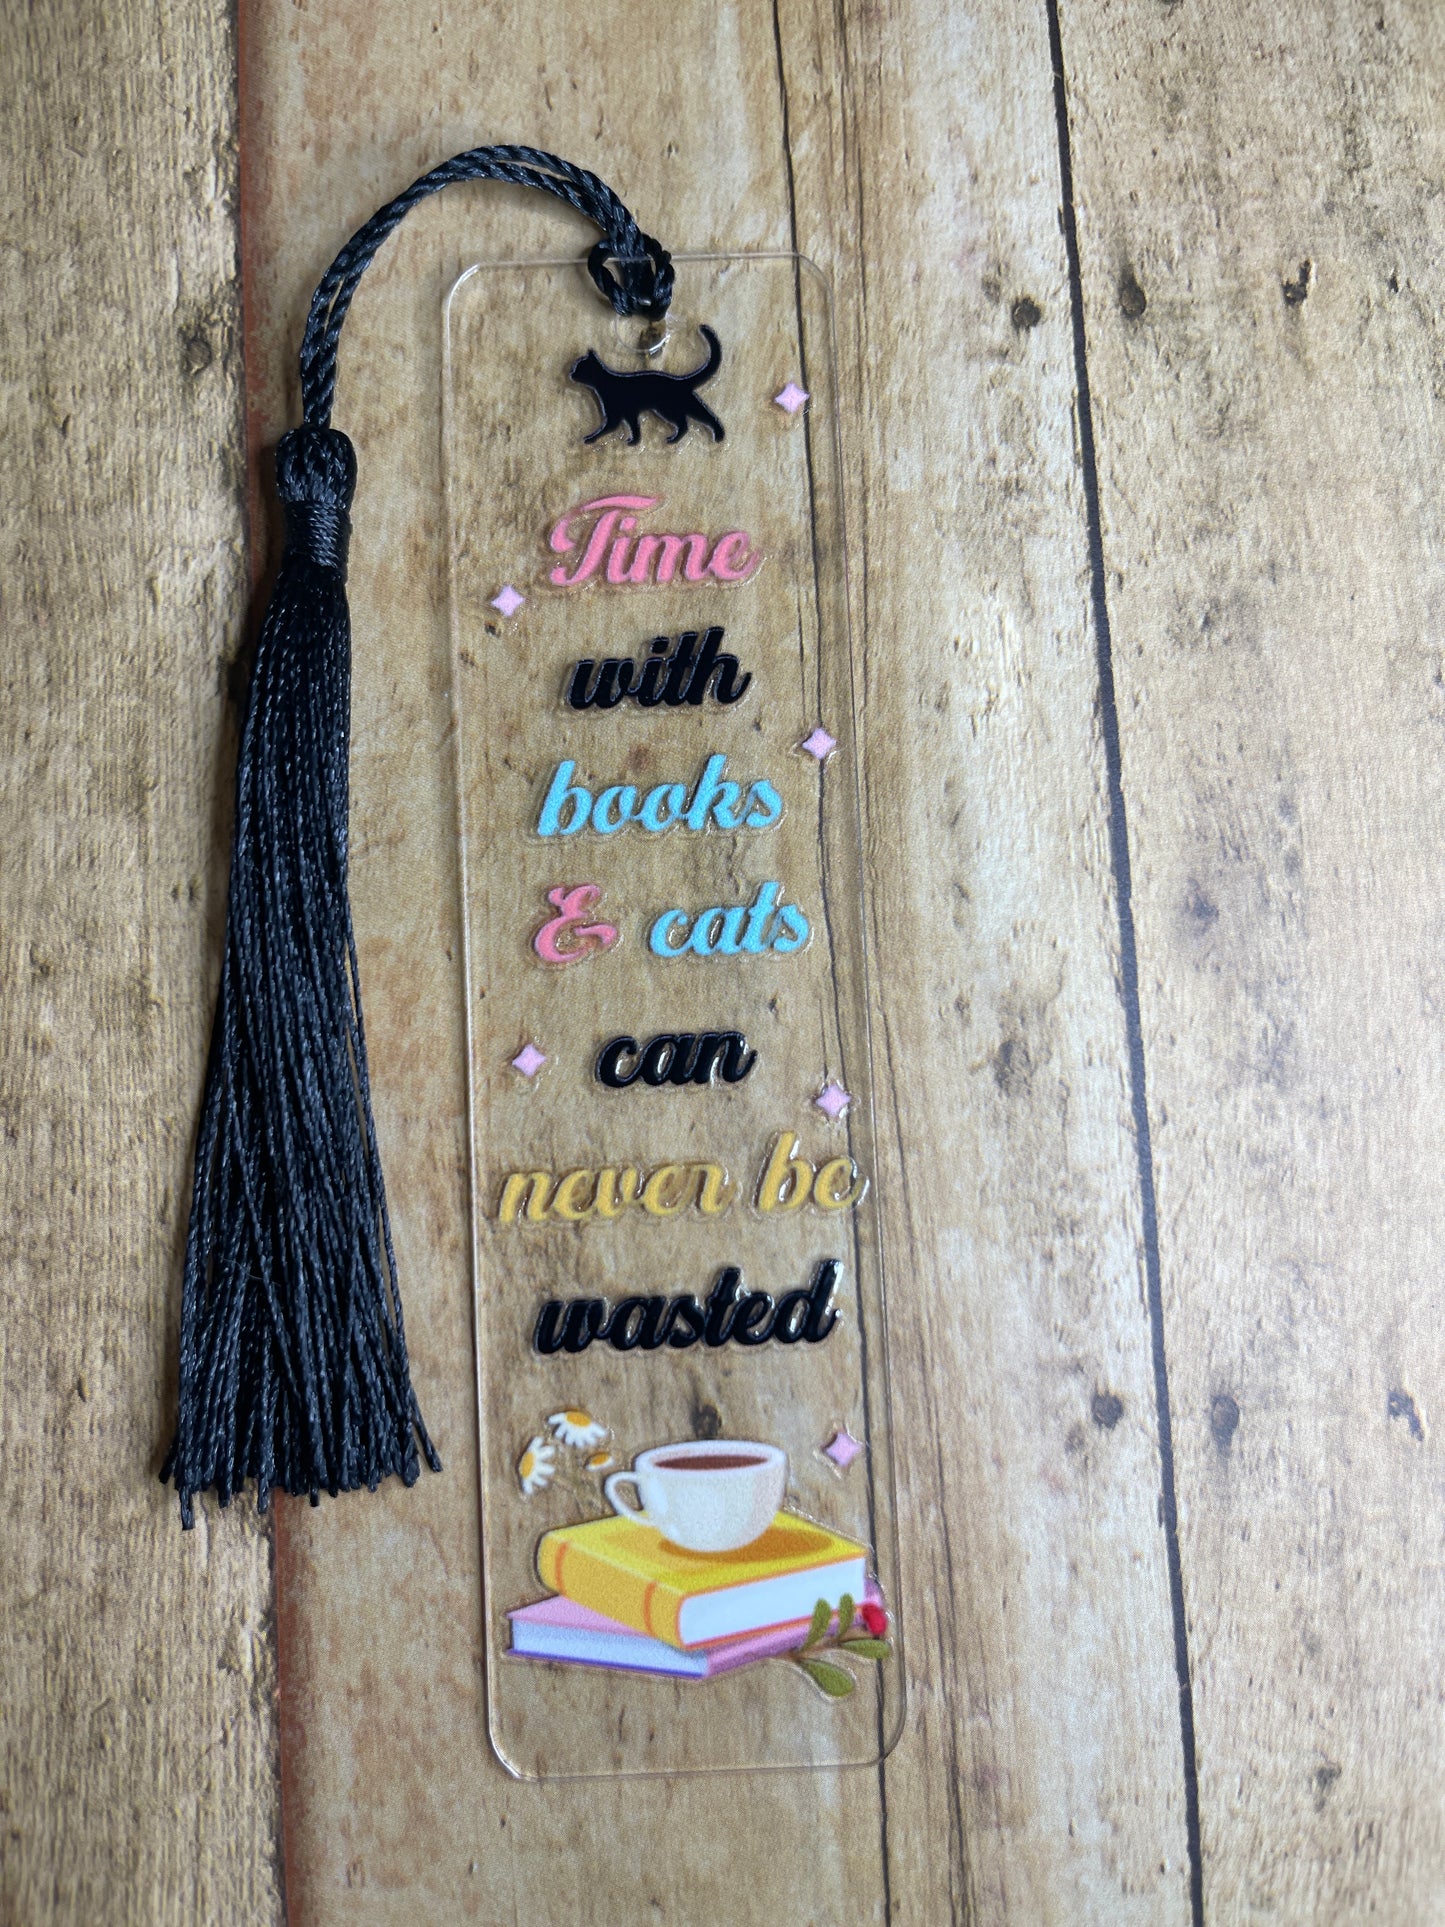 Time
with
books
& cats
can
never be
wasted